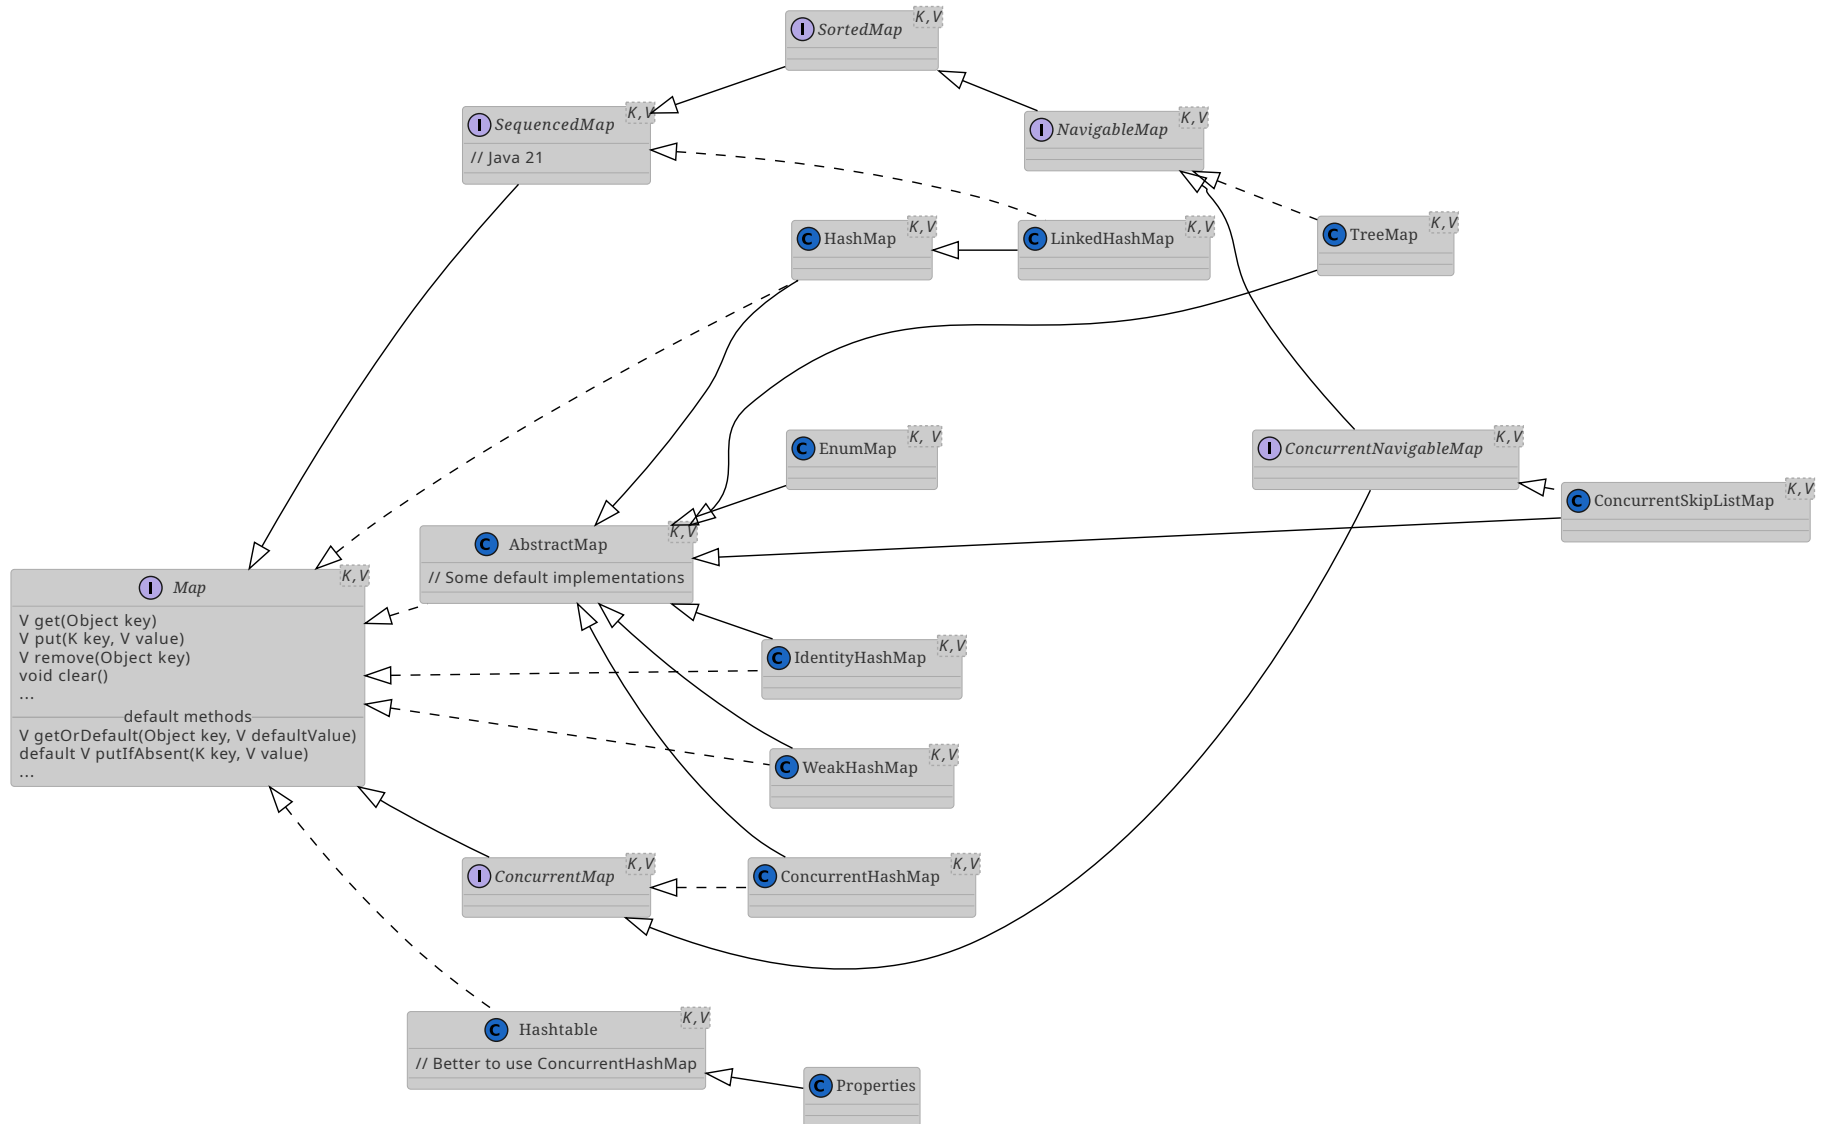 I SortedMap K,V
I SequencedMap K,V
// Java 21
I NavigableMap K,V
C HashMap K,V
C LinkedHashMap K,V
C TreeMap K,V
C EnumMap K, V
I ConcurrentNavigableMap K,V
C ConcurrentSkipListMap K,V
C AbstractMap K,V
// Some default implementations
I Map K,V
V get(Object key)
V put(K key, V value)
V remove(Object key)
void clear()
...
default methods
V getOrDefault(Object key, V defaultValue)
default V putIfAbsent(K key, V value)
...
C IdentityHashMap K,V
C WeakHashMap K,V
I ConcurrentMap K,V
C ConcurrentHashMap K,V
C Hashtable K,V
// Better to use ConcurrentHashMap
C Properties